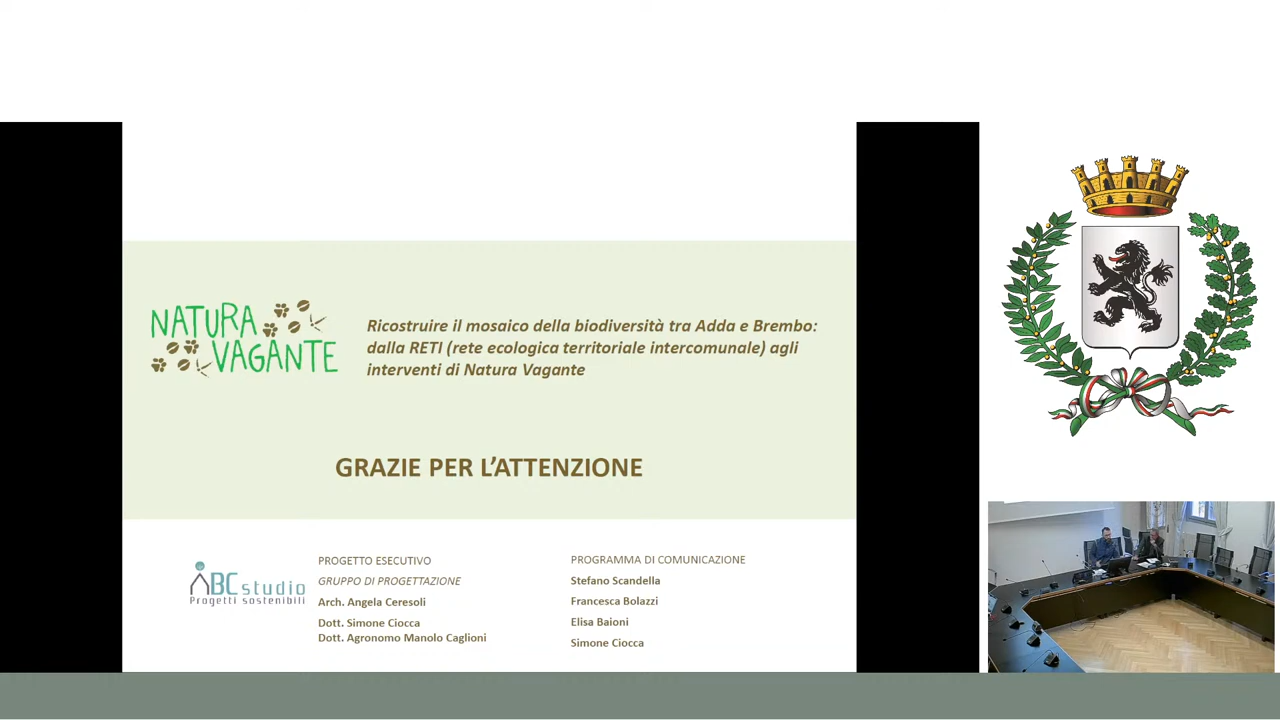 NATURA
VAGANTE
Ricostruire il mosaico della biodiversità tra Adda e Brembo:
dalla RETI (rete ecologica territoriale intercomunale) agli
interventi di Natura Vagante
GRAZIE PER L'ATTENZIONE
ABC studio
Progetti sostenibili
PROGETTO ESECUTIVO
GRUPPO DI PROGETTAZIONE
Arch. Angela Ceresoli
Dott. Simone Ciocca
Dott. Agronomo Manolo Caglioni
PROGRAMMA DI COMUNICAZIONE
Stefano Scandella
Francesca Bolazzi
Elisa Baioni
Simone Ciocca